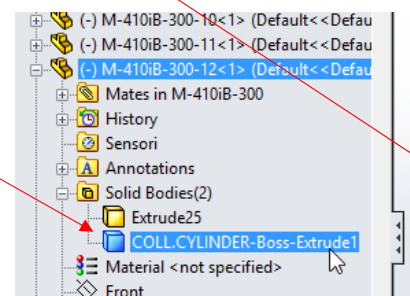 (-) M-410iB-300-10<1> (Default<<Defau
(-) M-410iB-300-11<1> (Default<<Defau
(-) M-410iB-300-12<1> (Default<<Defau
Mates in M-410iB-300
History
Sensori
A Annotations
Solid Bodies(2)
Extrude25
COLL.CYLINDER-Boss-Extrude1
Material <not specified>
Front